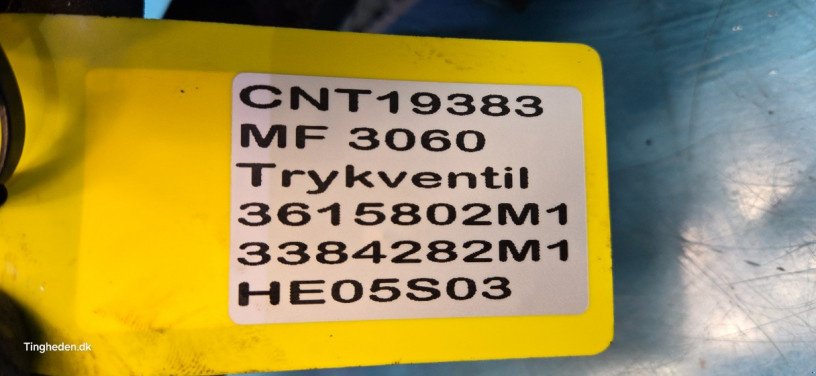 CNT19383
MF 3060
Trykventil
3615802M1
3384282M1
HE05S03
Tingheden.dk